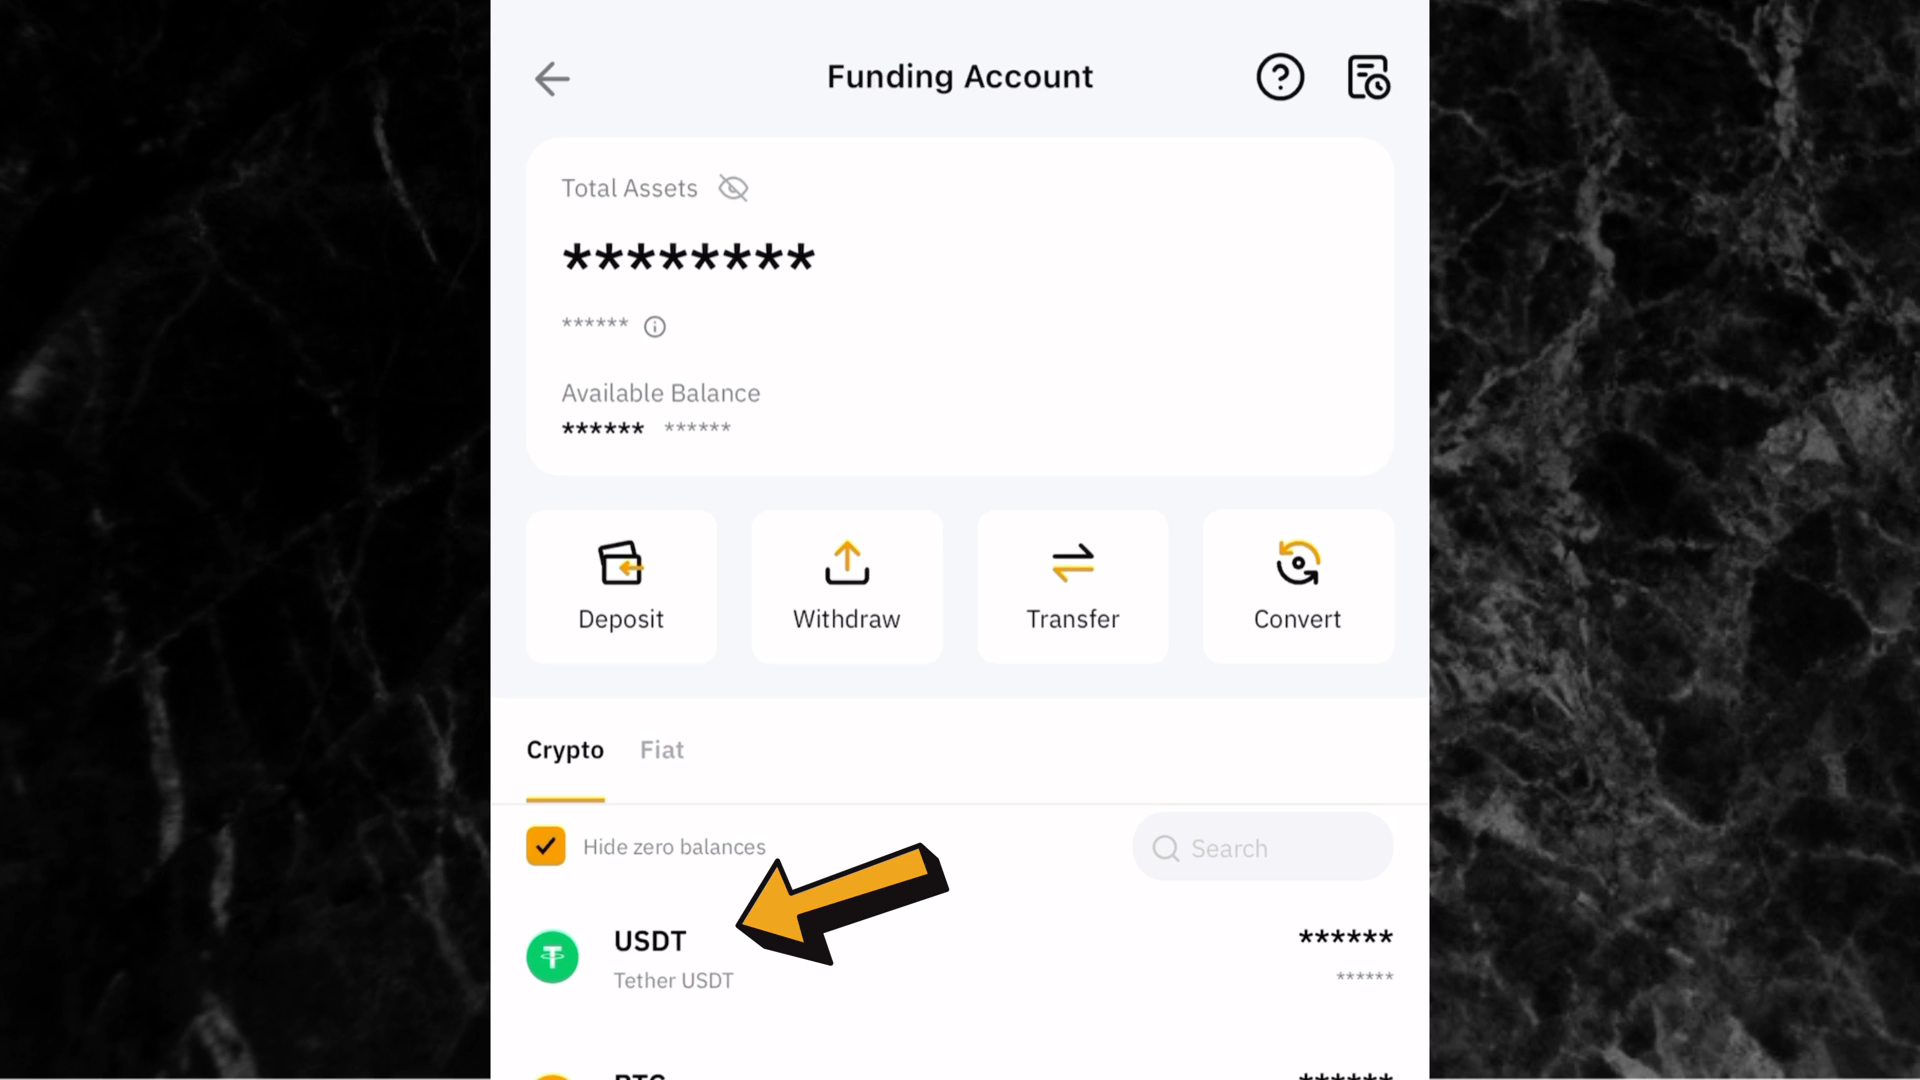 Funding Account
Total Assets
********
******
Available Balance
****** ******
Deposit Withdraw Transfer Convert
Crypto Fiat
Hide zero balances Search
USDT ******
Tether USDT ******
BTC ******